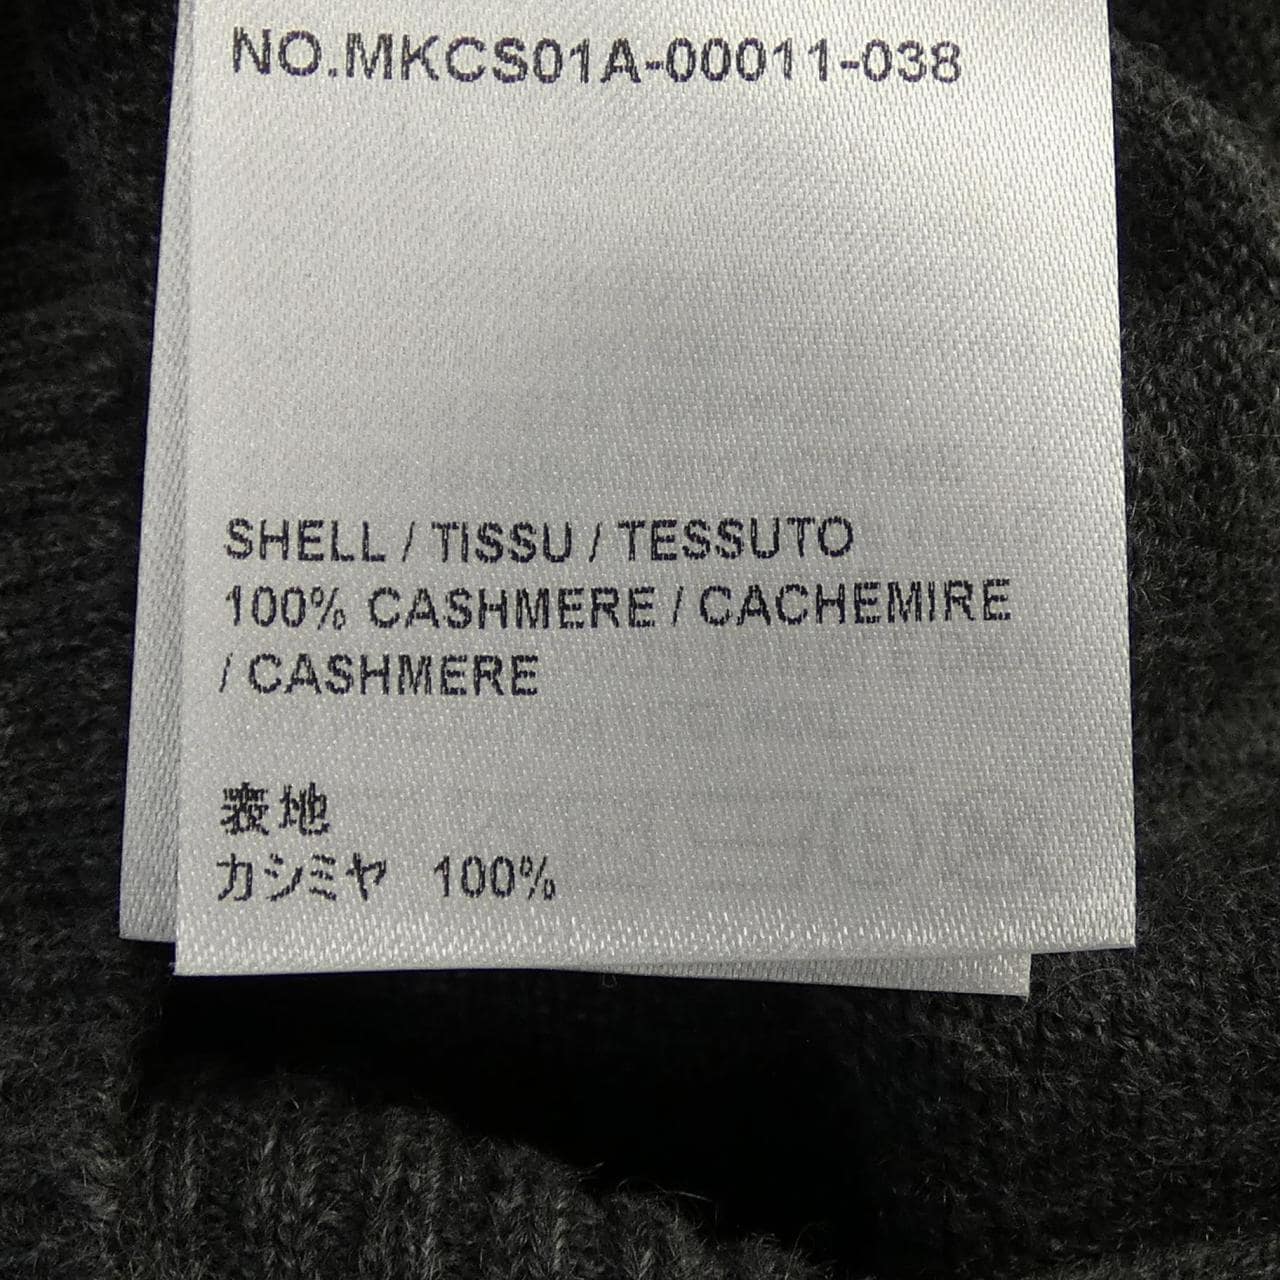 NO.MKCS01A-00011-038
SHELL / TISSU / TESSUTO
100% CASHMERE / CACHEMIRE
/ CASHMERE
表地
カシミヤ 100%